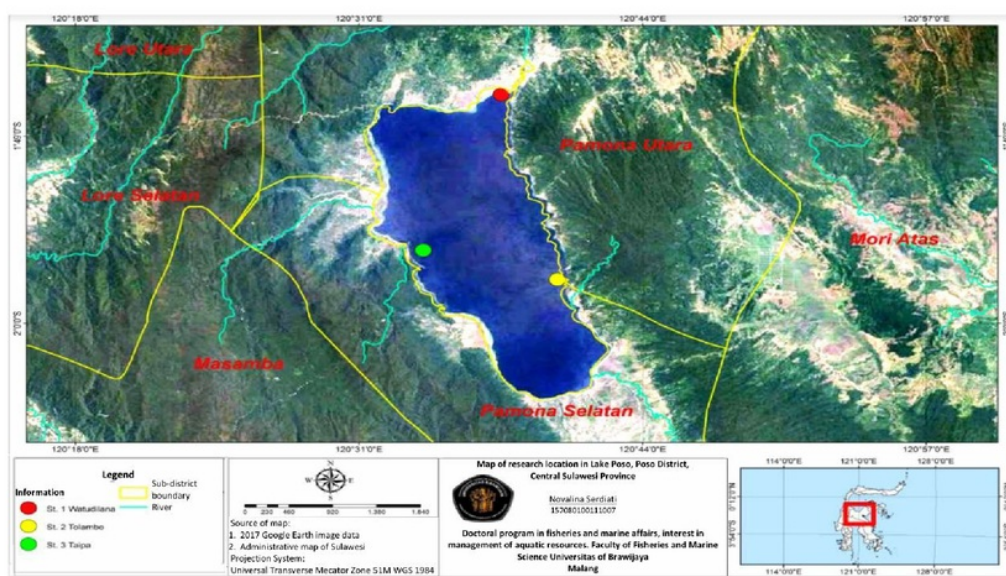 120°18'0"E 120°31'0"E 120°44'0"E 120°57'0"E
Lore Utara
Pamona Utara
Lore Selatan
Mori Atas
Masamba
Pamona Selatan
1°49'0"S
2°0'0"S
120°18'0"E 120°31'0"E 120°44'0"E 120°57'0"E
Legend
Information
St. 1 Watudilana
St. 2 Tolambo
St. 3 Taipa
Sub-district
boundary
River
0 230 460 920 1.380 1.840
Source of map:
1. 2017 Google Earth image data
2. Administrative map of Sulawesi
Projection System:
Universal Transverse Mecator Zone 51M WGS 1984
Map of research location in Lake Poso, Poso District,
Central Sulawesi Province
Novalina Serdiati
157080100111007
Doctoral program in fisheries and marine affairs, interest in
management of aquatic resources. Faculty of Fisheries and Marine
Science Universitas of Brawijaya
Malang
114°0'0"E 121°0'0"E 128°0'0"E
114°0'0"E 121°0'0"E 128°0'0"E